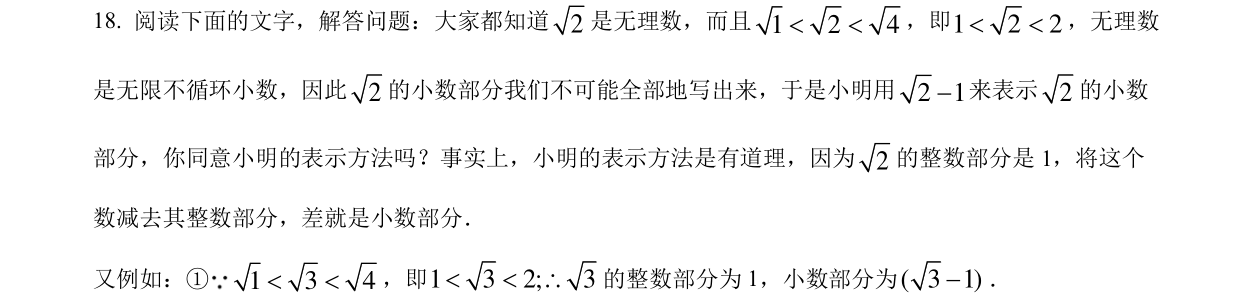 18. 阅读下面的文字，解答问题：大家都知道√2是无理数，而且√1<√2<√4，即1<√2<2，无理数
是无限不循环小数，因此√2的小数部分我们不可能全部地写出来，于是小明用√2−1来表示√2的小数
部分，你同意小明的表示方法吗？事实上，小明的表示方法是有道理，因为√2的整数部分是1，将这个
数减去其整数部分，差就是小数部分．
又例如：①∵√1<√3<√4，即1<√3<2;∴√3的整数部分为1，小数部分为(√3−1)．